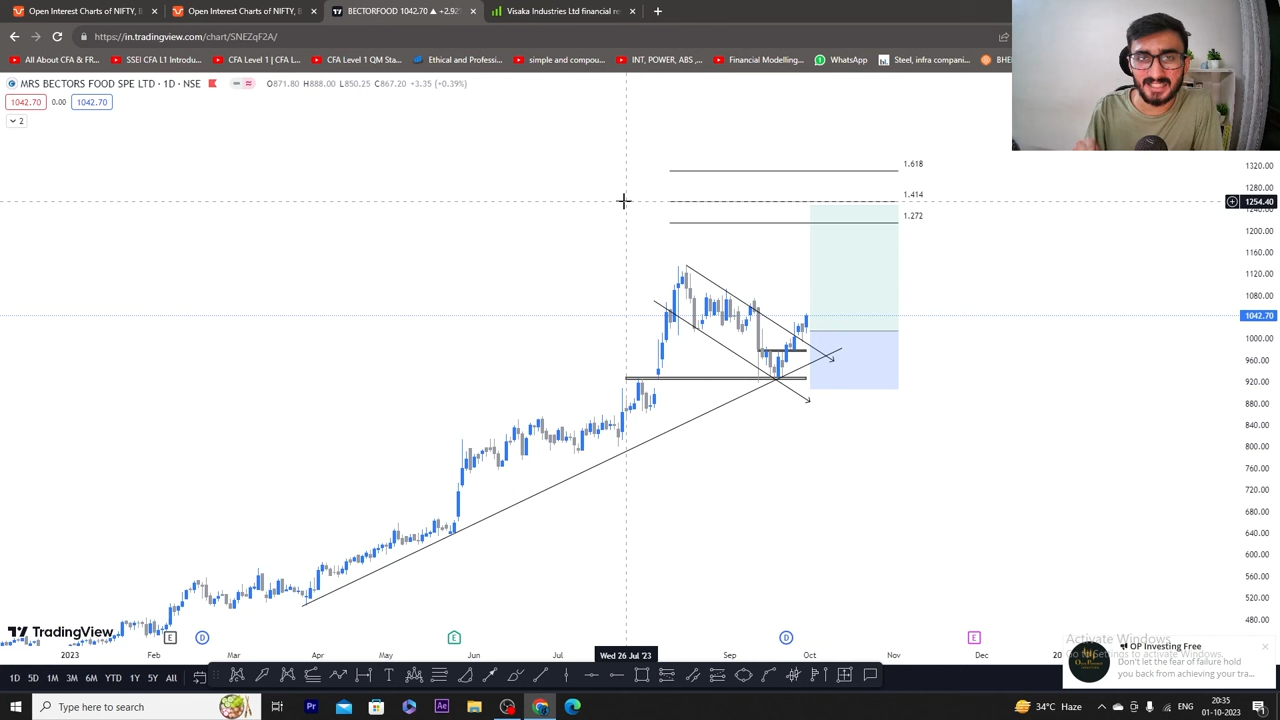 Open Interest Charts of NIFTY, B
Open Interest Charts of NIFTY, B
BECTORFOOD 1042.70 ▲ +2.92%
Visaka Industries Ltd financial re
https://in.tradingview.com/chart/SNEZqF2A/
All About CFA & FR...
SSEI CFA L1 Introdu...
CFA Level 1 | CFA L...
CFA Level 1 QM Sta...
Ethical and Professi...
simple and compou...
INT, POWER, ABS ,...
Financial Modelling...
WhatsApp
Steel, infra compani...
BHE
MRS BECTORS FOOD SPE LTD · 1D · NSE
O871.80 H888.00 L850.25 C867.20 +3.35 (+0.39%)
1042.70 0.00 1042.70
2
1.618
1.414
1.272
1320.00
1280.00
1254.40
1200.00
1160.00
1120.00
1080.00
1042.70
1000.00
960.00
920.00
880.00
840.00
800.00
760.00
720.00
680.00
640.00
600.00
560.00
520.00
480.00
TradingView
E D E D E
2023 Feb Mar Apr May Jun Jul Wed 26 Jul '23 Sep Oct Nov Dec
1D 5D 1M 3M 6M YTD 1Y 5Y All
Activate Windows
Go to Settings to activate Windows.
OP Investing Free
Don't let the fear of failure hold
you back from achieving your tra...
Type here to search
Pr
Ae
34°C Haze
ENG
20:35
01-10-2023
1